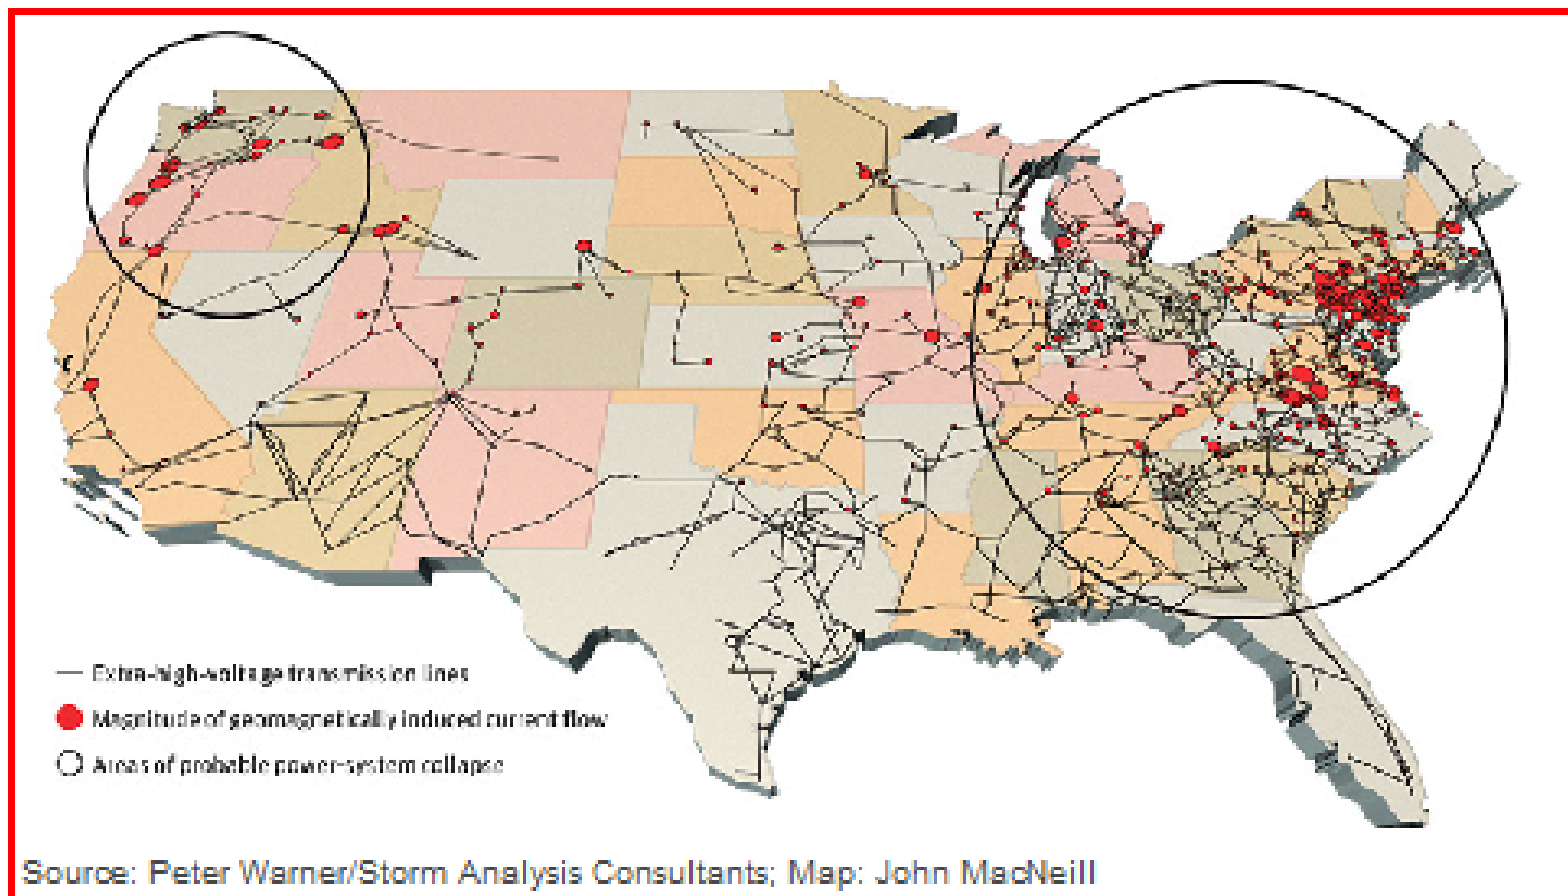 Extra-high-voltage transmission lines
Magnitude of geomagnetically induced current flow
Areas of probable power-system collapse
Source: Peter Warner/Storm Analysis Consultants; Map: John MacNeill